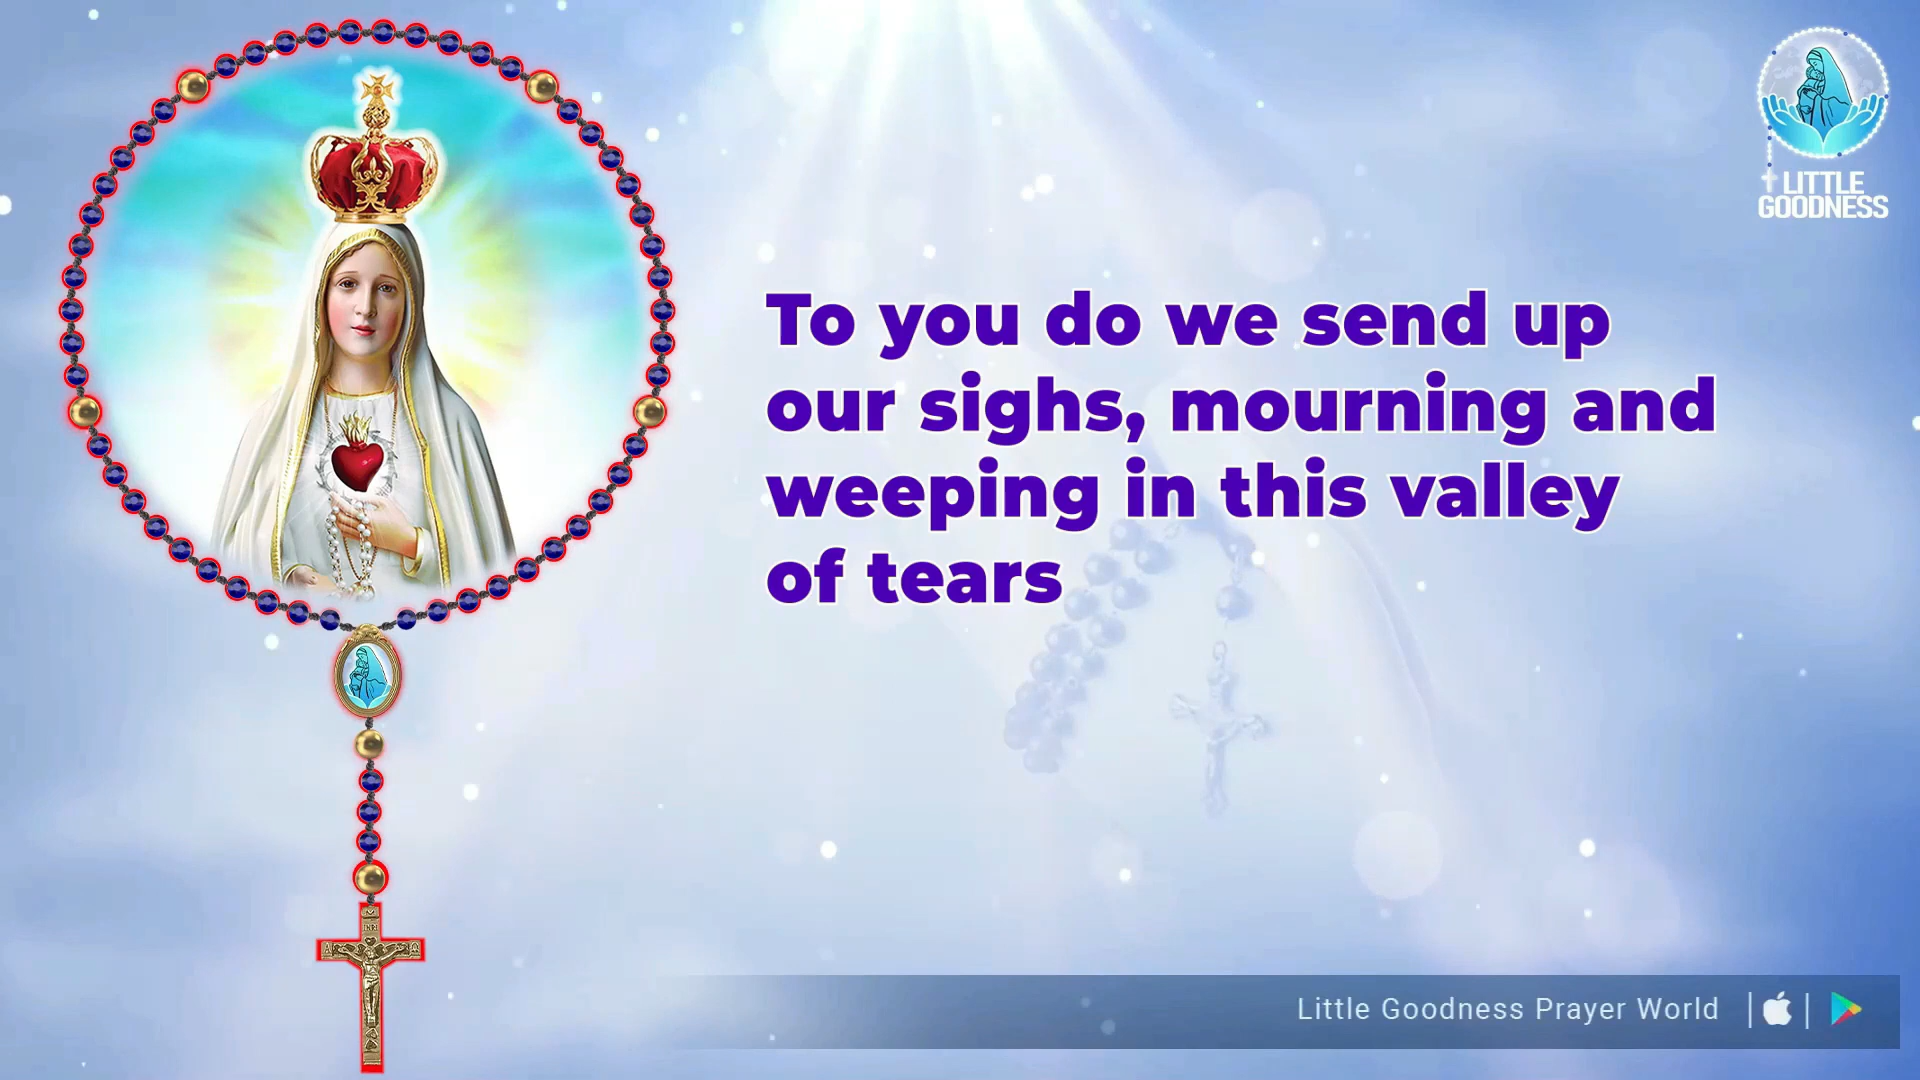 LITTLE
GOODNESS
To you do we send up
our sighs, mourning and
weeping in this valley
of tears
INRI
Little Goodness Prayer World